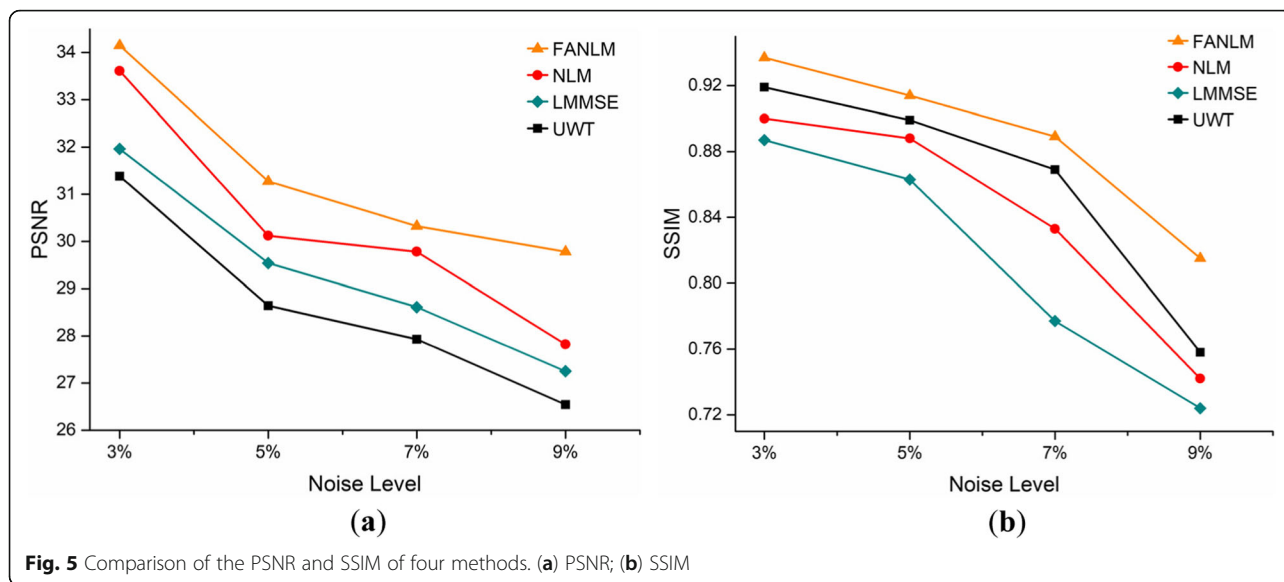 34
33
32
31
30
29
28
27
26
PSNR
3%
5%
7%
9%
Noise Level
FANLM
NLM
LMMSE
UWT
(a)
0.92
0.88
0.84
0.80
0.76
0.72
SSIM
3%
5%
7%
9%
Noise Level
FANLM
NLM
LMMSE
UWT
(b)
Fig. 5 Comparison of the PSNR and SSIM of four methods. (a) PSNR; (b) SSIM